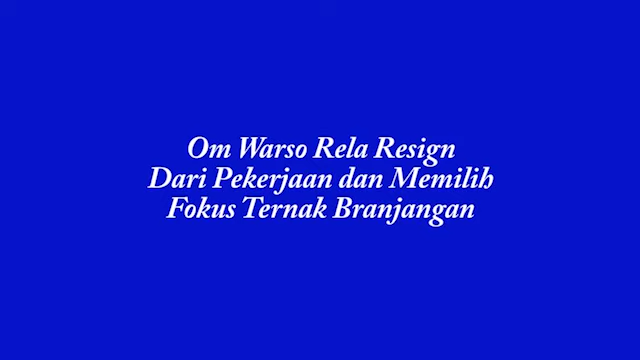 Om Warso Rela Resign
Dari Pekerjaan dan Memilih
Fokus Ternak Branjangan